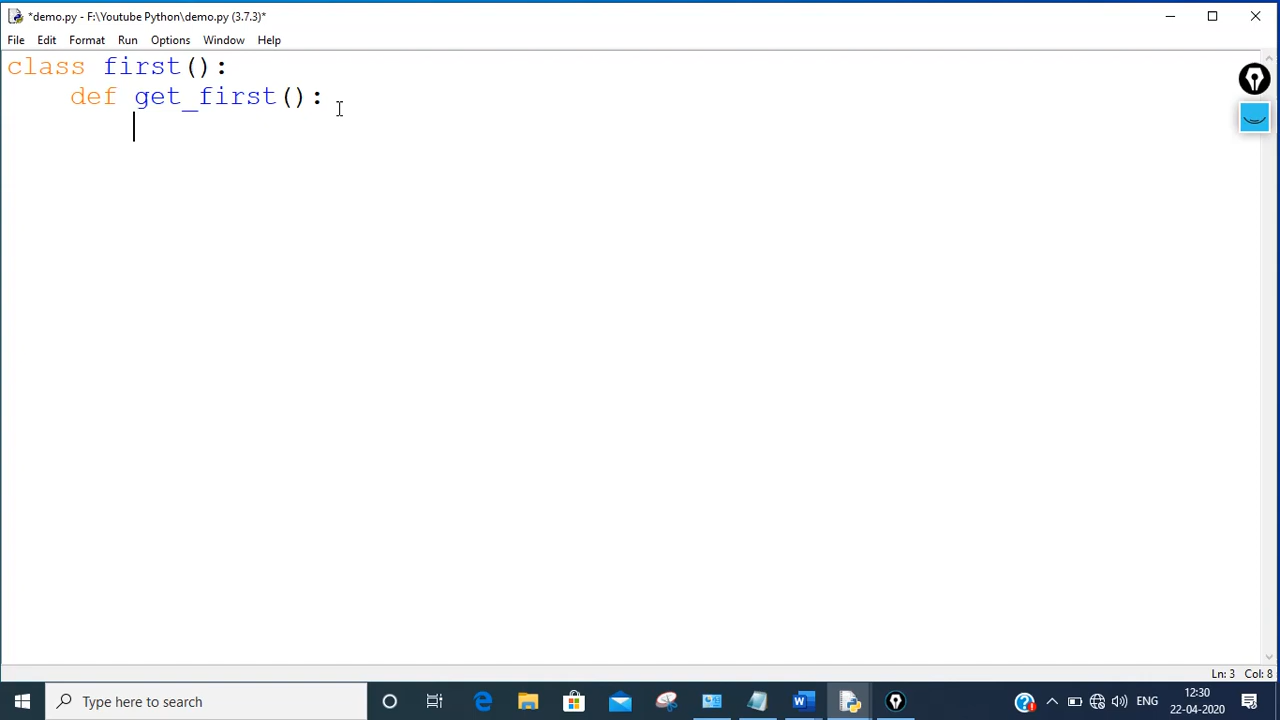 *demo.py - F:\Youtube Python\demo.py (3.7.3)*
File Edit Format Run Options Window Help
class first():
    def get_first():
Ln: 3 Col: 8
Type here to search
ENG
12:30
22-04-2020